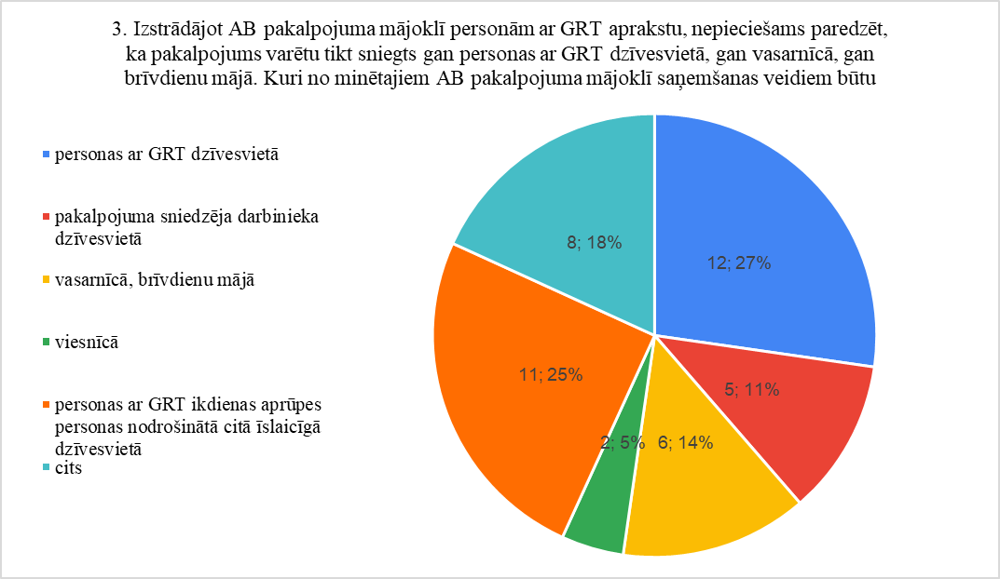 3. Izstrādājot AB pakalpojuma mājoklī personām ar GRT aprakstu, nepieciešams paredzēt,
ka pakalpojums varētu tikt sniegts gan personas ar GRT dzīvesvietā, gan vasarnīcā, gan
brīvdienu mājā. Kuri no minētajiem AB pakalpojuma mājoklī saņemšanas veidiem būtu
personas ar GRT dzīvesvietā
pakalpojuma sniedzēja darbinieka
dzīvesvietā
vasarnīcā, brīvdienu mājā
viesnīcā
personas ar GRT ikdienas aprūpes
personas nodrošinātā citā īslaicīgā
dzīvesvietā
cits
12; 27%
5; 11%
6; 14%
2; 5%
11; 25%
8; 18%